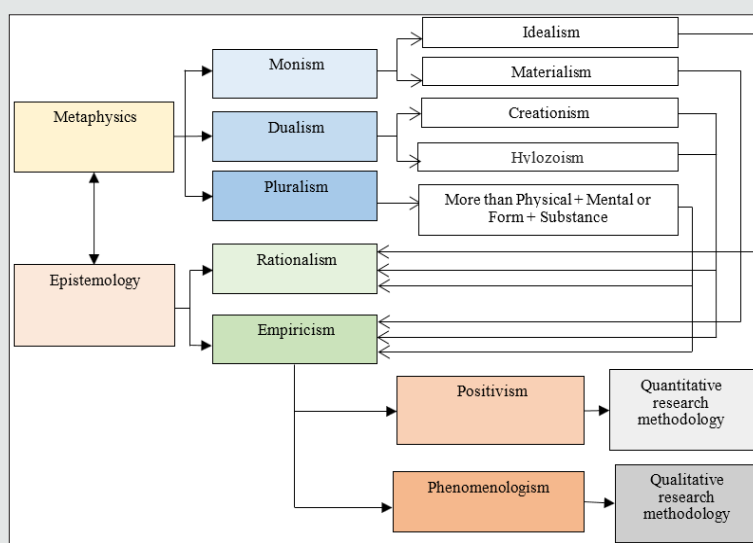 Idealism
Monism
Materialism
Metaphysics
Creationism
Dualism
Hylozoism
Pluralism
More than Physical + Mental or
Form + Substance
Rationalism
Epistemology
Empiricism
Positivism
Quantitative
research
methodology
Phenomenologism
Qualitative
research
methodology